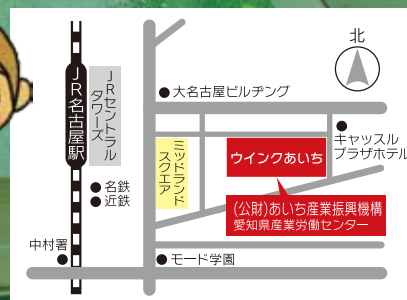 北
JR名古屋駅
JRセントラル
タワーズ
大名古屋ビルヂング
キャッスル
プラザホテル
ミッドランド
スクエア
ウインクあいち
名鉄
近鉄
(公財)あいち産業振興機構
愛知県産業労働センター
中村署
モード学園